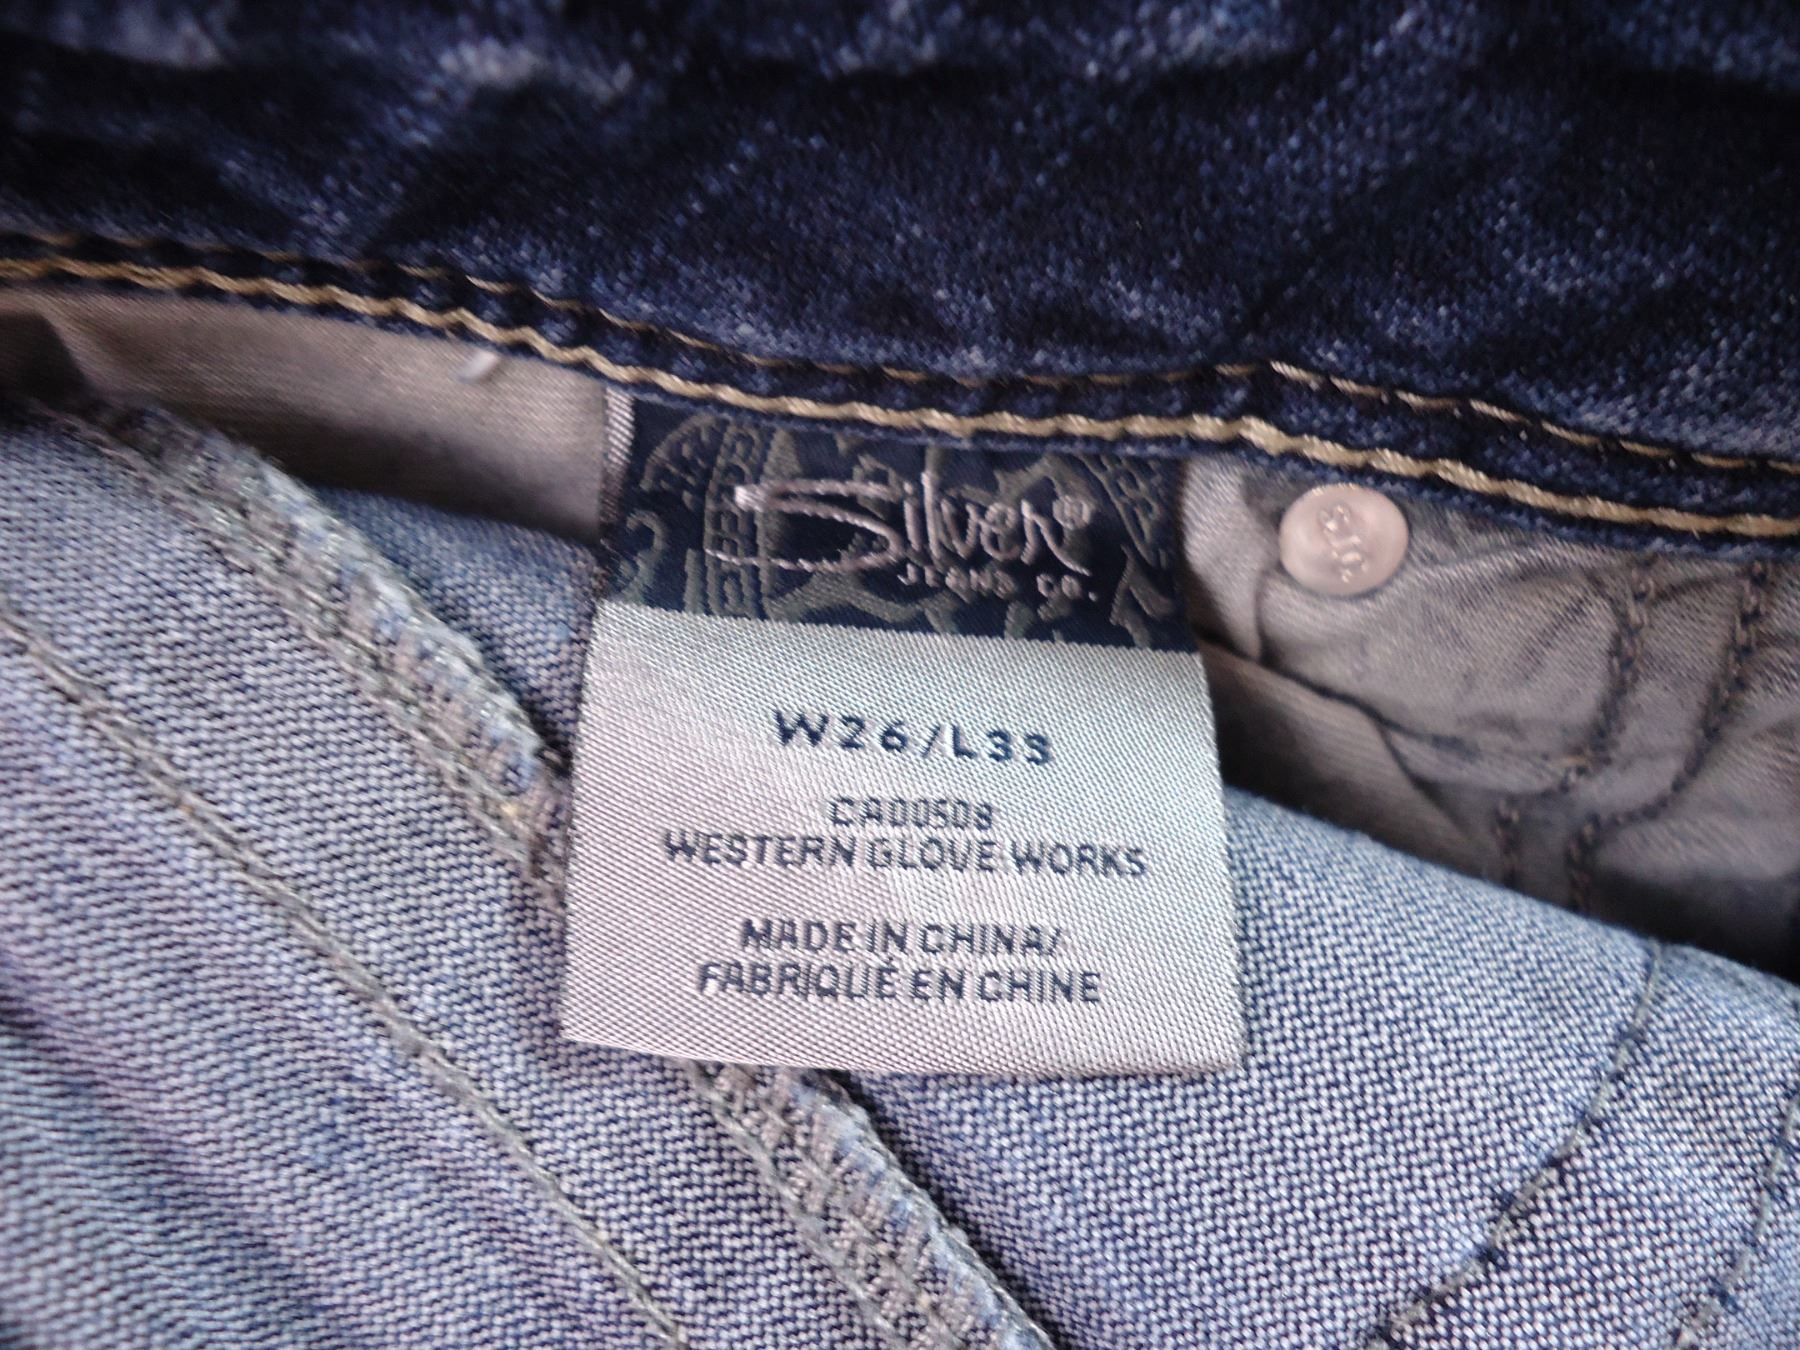 Silver®
JEANS CO.
W26/L33
CA00508
WESTERN GLOVE WORKS
MADE IN CHINA/
FABRIQUÉ EN CHINE